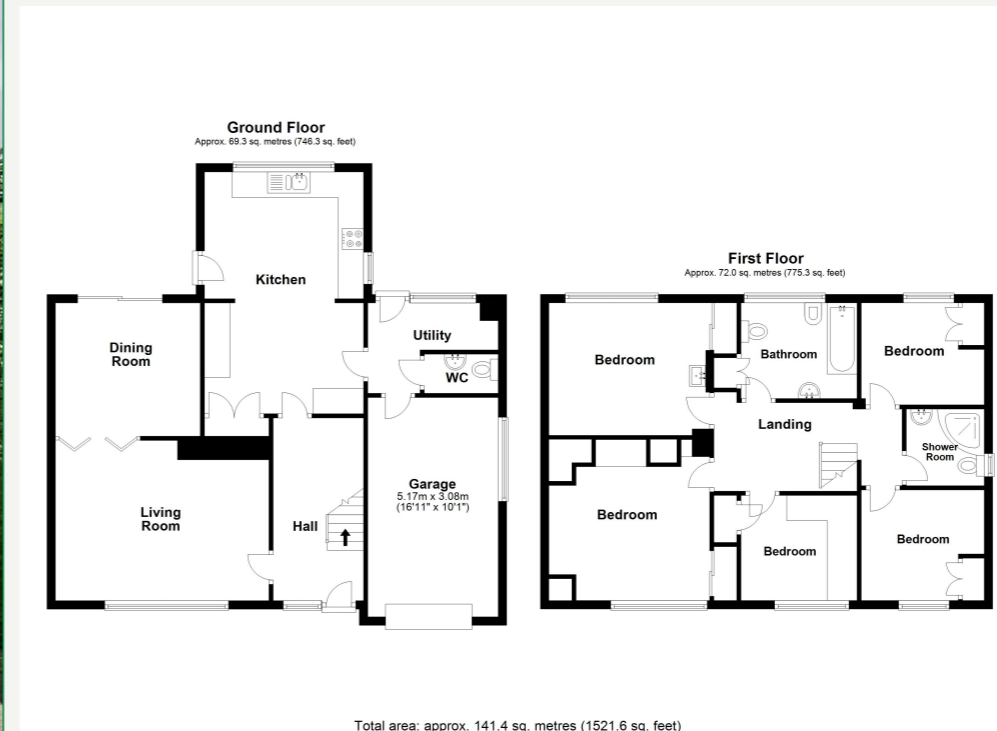 Ground Floor
Approx. 69.3 sq. metres (746.3 sq. feet)
Kitchen
Dining
Room
Utility
WC
Living
Room
Hall
Garage
5.17m x 3.08m
(16'11" x 10'1")
First Floor
Approx. 72.0 sq. metres (775.3 sq. feet)
Bedroom
Bathroom
Bedroom
Landing
Shower
Room
Bedroom
Bedroom
Bedroom
Total area: approx. 141.4 sq. metres (1521.6 sq. feet)